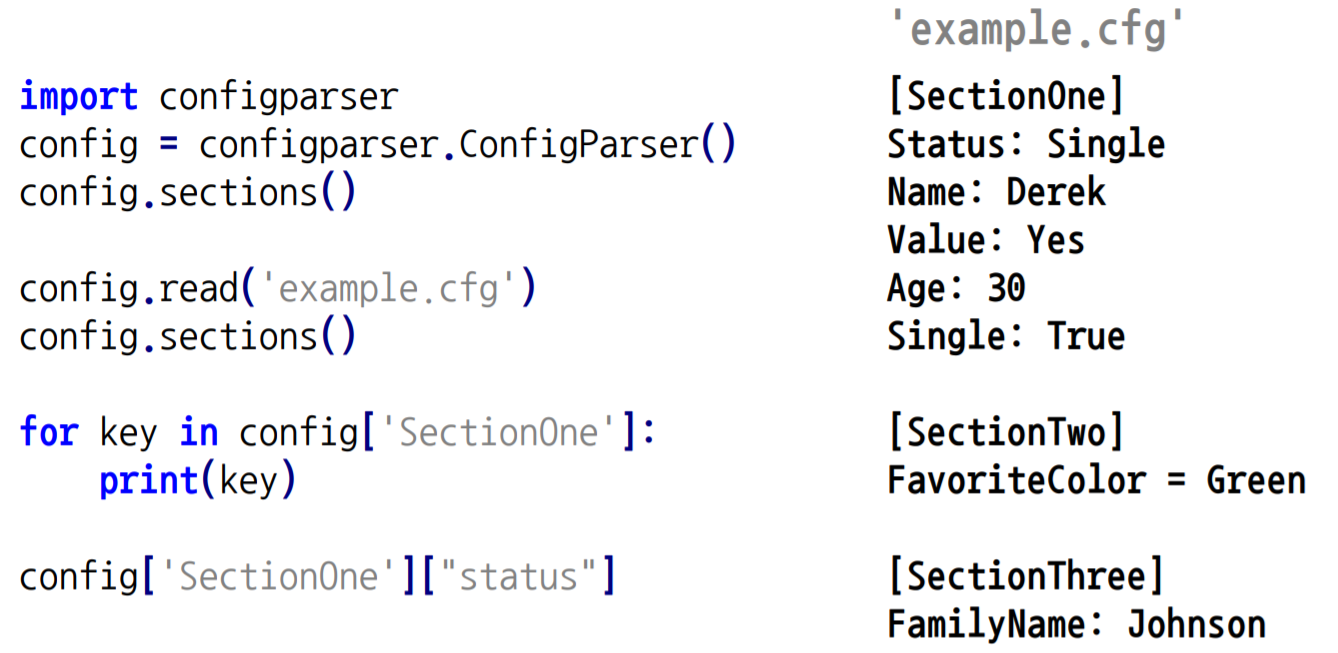 import configparser
config = configparser.ConfigParser()
config.sections()
config.read('example.cfg')
config.sections()
for key in config['SectionOne']:
    print(key)
config['SectionOne']["status"]
'example.cfg'
[SectionOne]
Status: Single
Name: Derek
Value: Yes
Age: 30
Single: True
[SectionTwo]
FavoriteColor = Green
[SectionThree]
FamilyName: Johnson